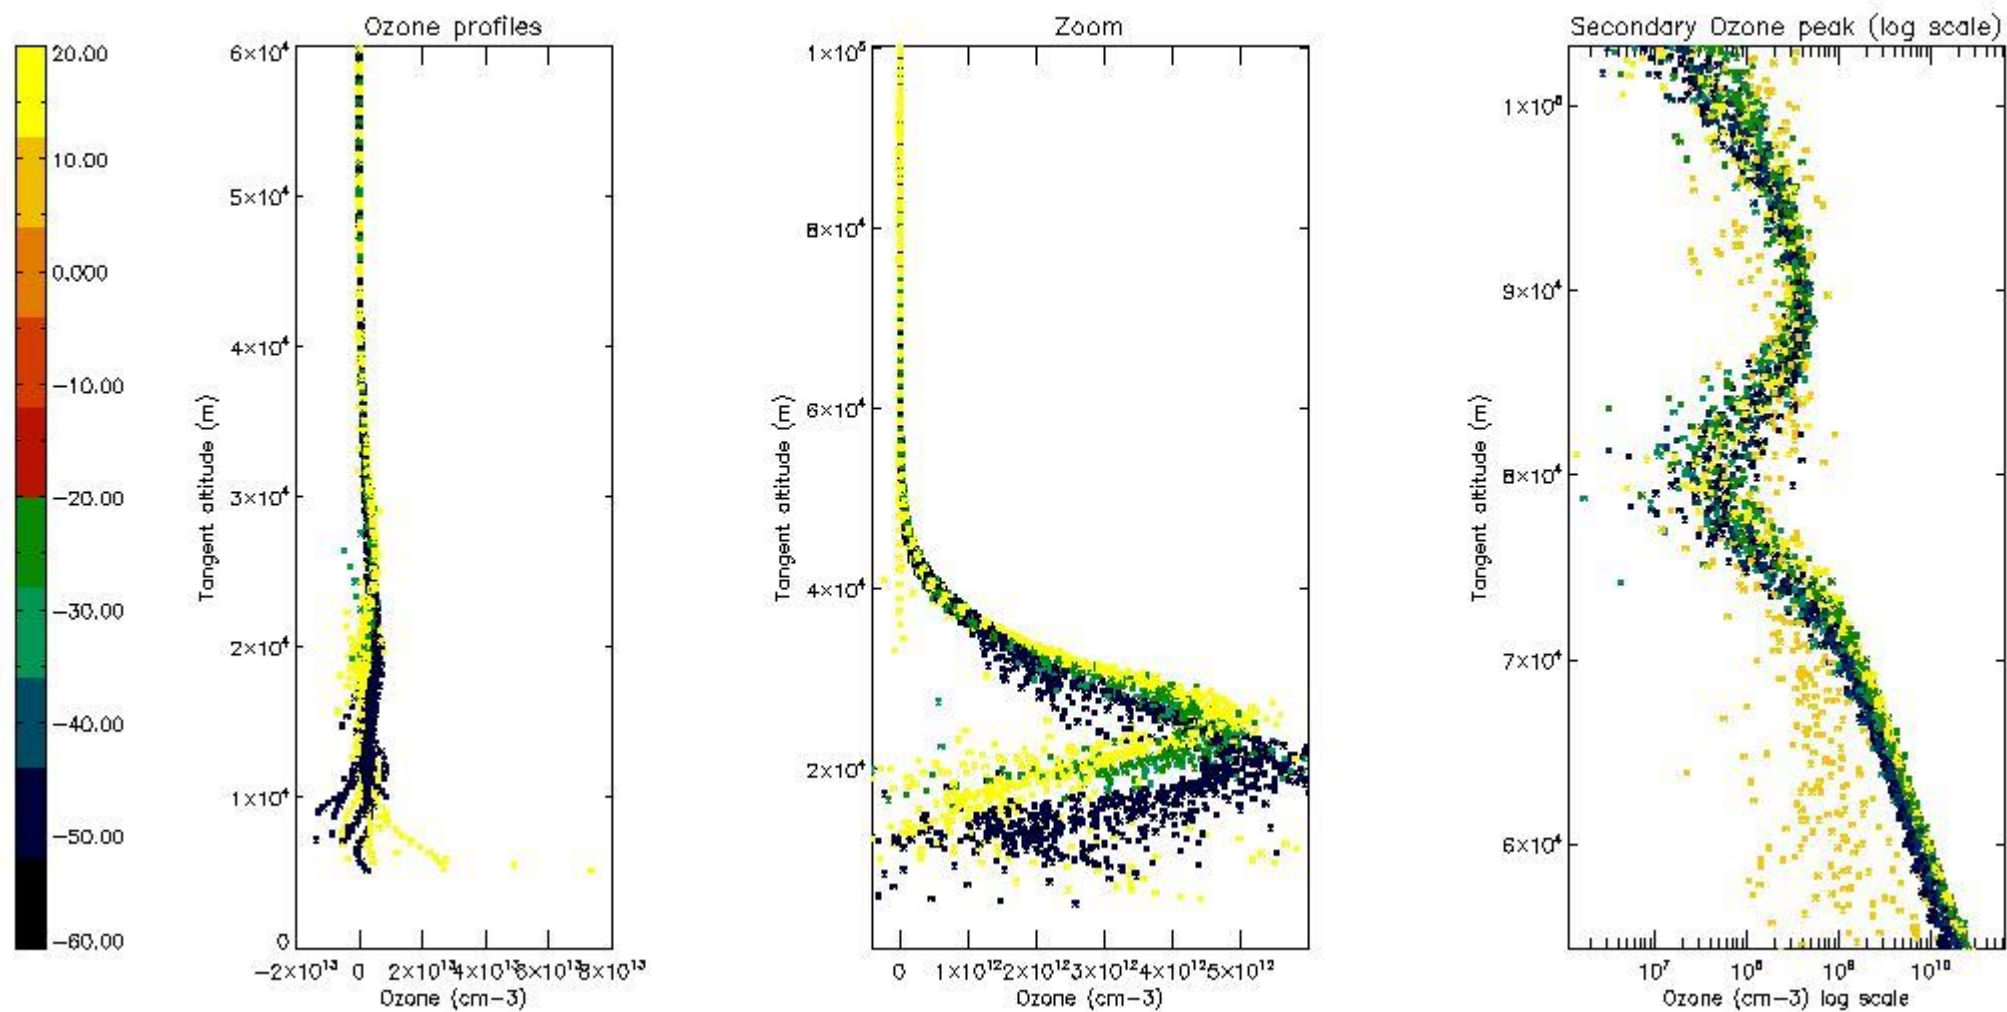 Ozone profiles
Zoom
Secondary Ozone peak (log scale)
20.00
10.00
0.000
−10.00
−20.00
−30.00
−40.00
−50.00
−60.00
6×10⁴
5×10⁴
4×10⁴
3×10⁴
2×10⁴
1×10⁴
0
Tangent altitude (m)
−2×10¹³ 0 2×10¹³ 4×10¹³ 6×10¹³ 8×10¹³
Ozone (cm−3)
1×10⁵
8×10⁴
6×10⁴
4×10⁴
2×10⁴
Tangent altitude (m)
0 1×10¹² 2×10¹² 3×10¹² 4×10¹² 5×10¹²
Ozone (cm−3)
1×10⁵
9×10⁴
8×10⁴
7×10⁴
6×10⁴
Tangent altitude (m)
10⁷ 10⁸ 10⁹ 10¹⁰
Ozone (cm−3) log scale